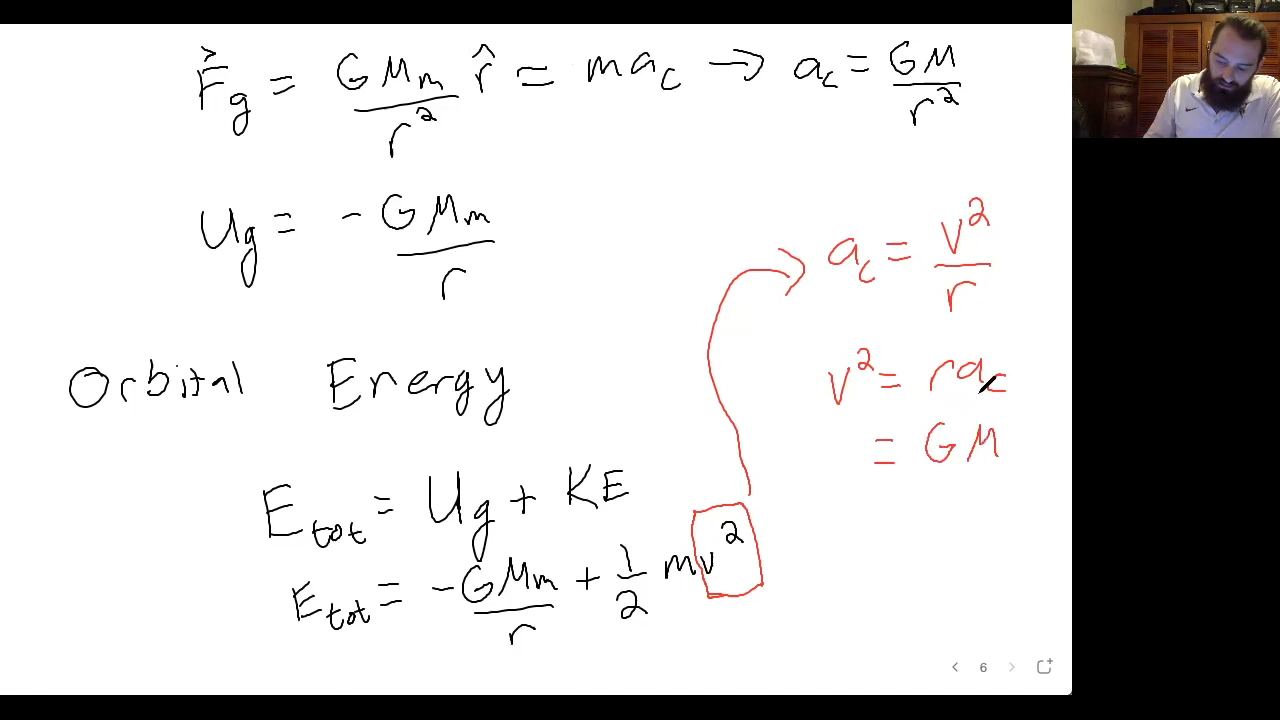 F⃗g = GMm/r² r̂ = mac → ac = GM/r²
Ug = -GMm/r
ac = v²/r
v² = rac
= GM
Orbital Energy
Etot = Ug + KE
Etot = -GMm/r + 1/2 mv²
6